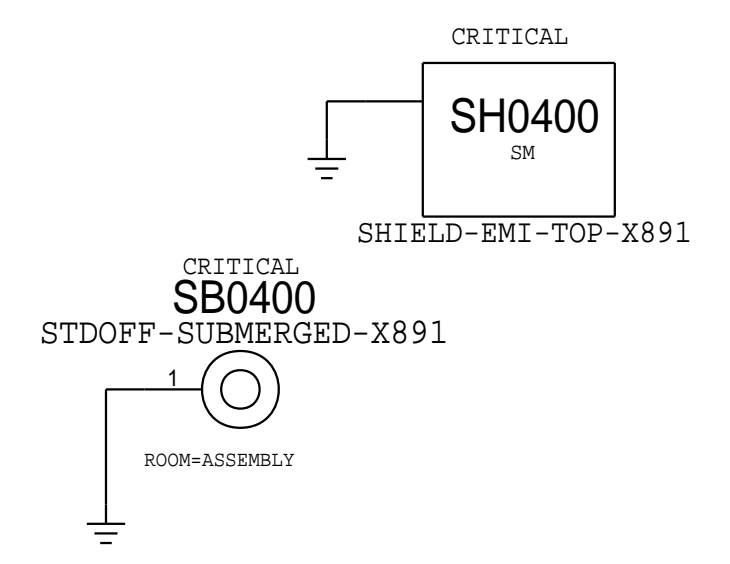 CRITICAL
SH0400
SM
SHIELD-EMI-TOP-X891
CRITICAL
SB0400
STDOFF-SUBMERGED-X891
1
ROOM=ASSEMBLY